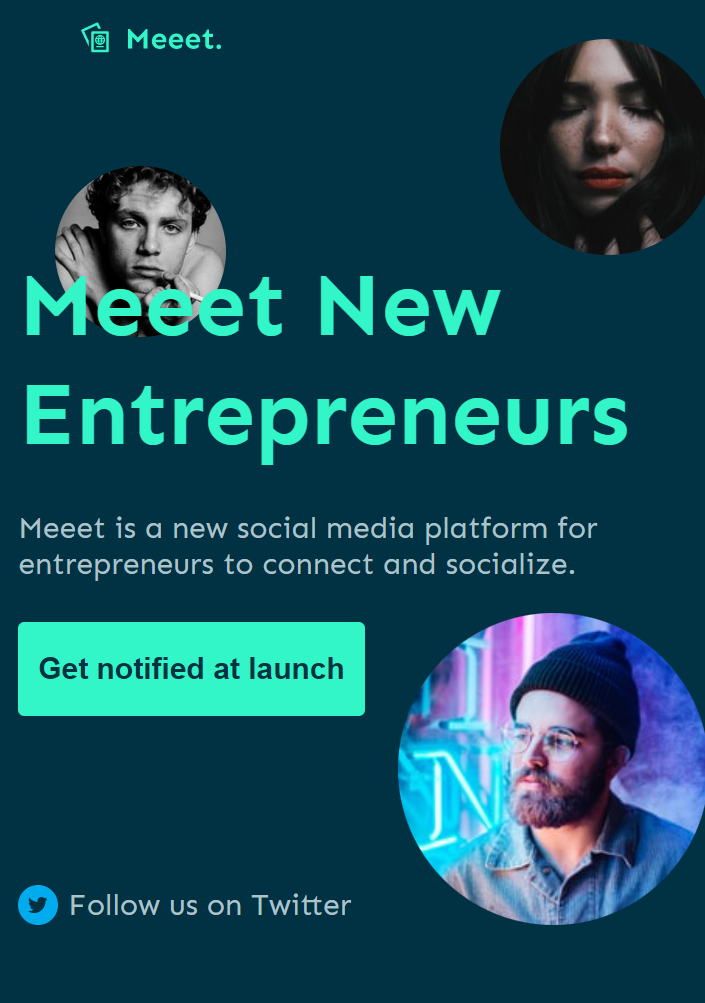 Meeet.
Meeet New
Entrepreneurs
Meeet is a new social media platform for
entrepreneurs to connect and socialize.
Get notified at launch
N
Follow us on Twitter